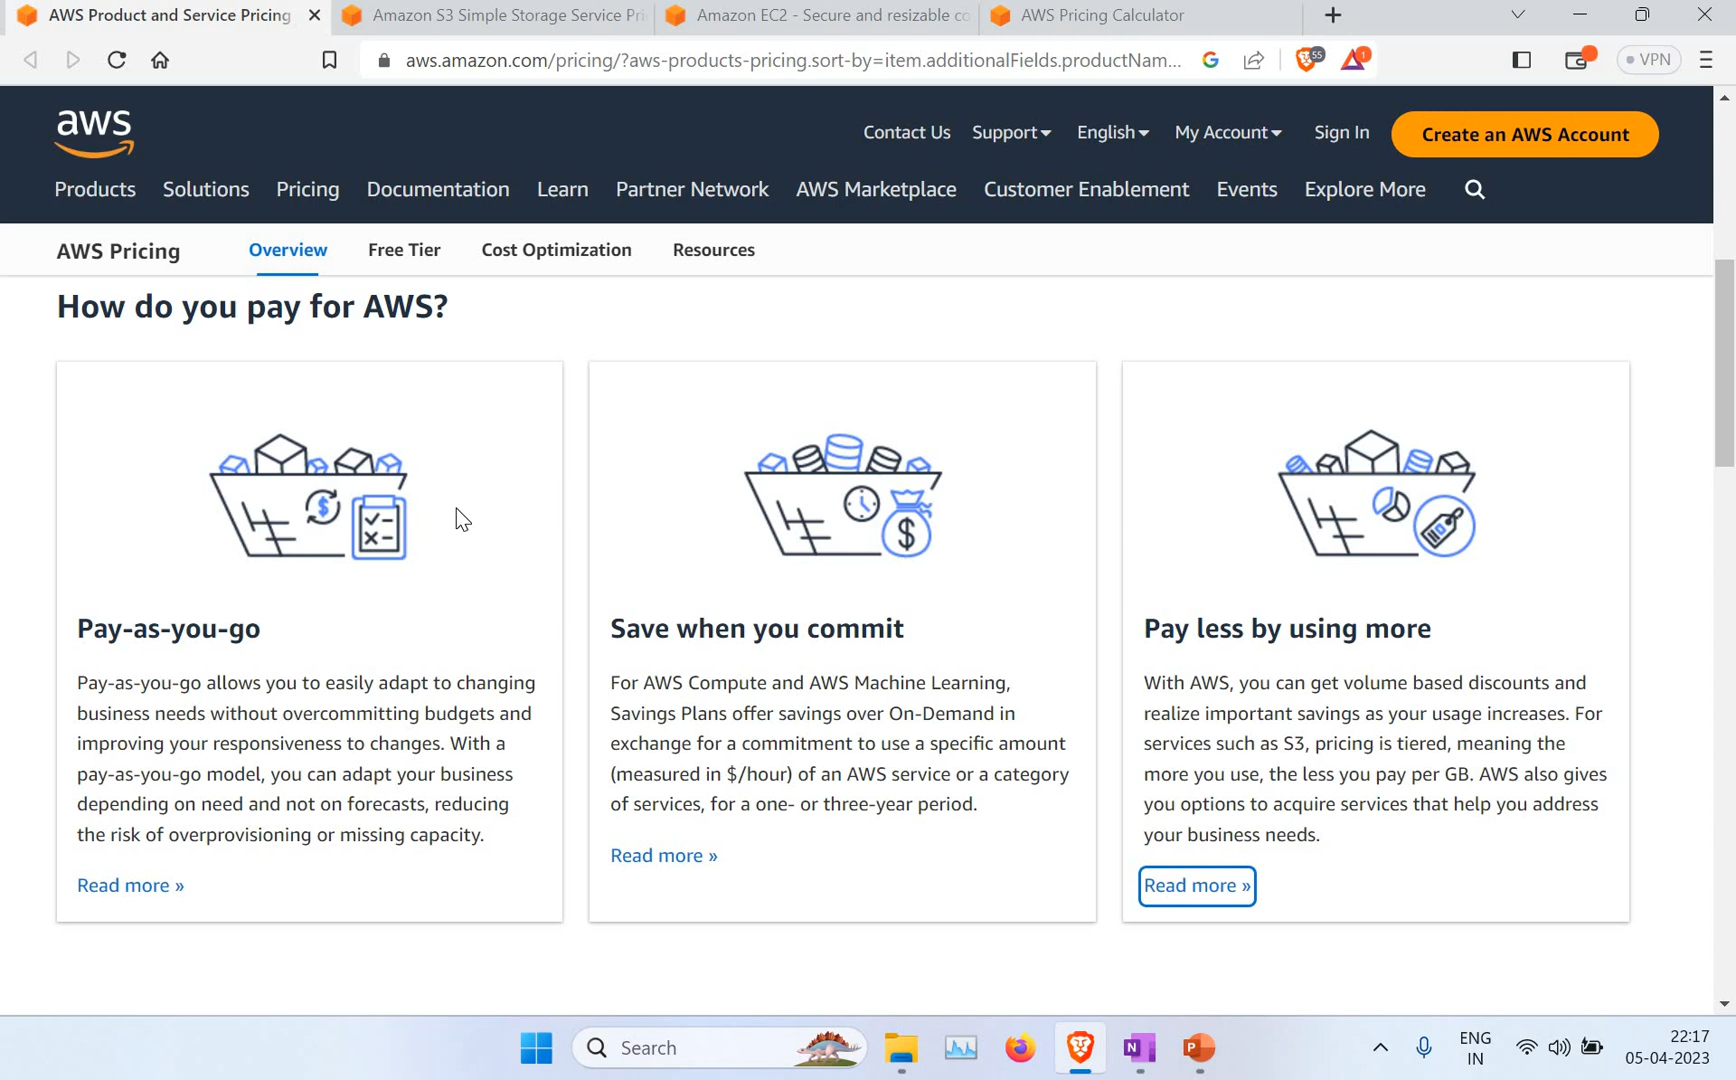 AWS Product and Service Pricing
Amazon S3 Simple Storage Service Pri
Amazon EC2 - Secure and resizable co
AWS Pricing Calculator
aws.amazon.com/pricing/?aws-products-pricing.sort-by=item.additionalFields.productNam...
55
1
VPN
aws
Contact Us
Support
English
My Account
Sign In
Create an AWS Account
Products
Solutions
Pricing
Documentation
Learn
Partner Network
AWS Marketplace
Customer Enablement
Events
Explore More
AWS Pricing
Overview
Free Tier
Cost Optimization
Resources
How do you pay for AWS?
Pay-as-you-go
Pay-as-you-go allows you to easily adapt to changing
business needs without overcommitting budgets and
improving your responsiveness to changes. With a
pay-as-you-go model, you can adapt your business
depending on need and not on forecasts, reducing
the risk of overprovisioning or missing capacity.
Read more »
Save when you commit
For AWS Compute and AWS Machine Learning,
Savings Plans offer savings over On-Demand in
exchange for a commitment to use a specific amount
(measured in $/hour) of an AWS service or a category
of services, for a one- or three-year period.
Read more »
Pay less by using more
With AWS, you can get volume based discounts and
realize important savings as your usage increases. For
services such as S3, pricing is tiered, meaning the
more you use, the less you pay per GB. AWS also gives
you options to acquire services that help you address
your business needs.
Read more »
Search
N
P
ENG
IN
22:17
05-04-2023